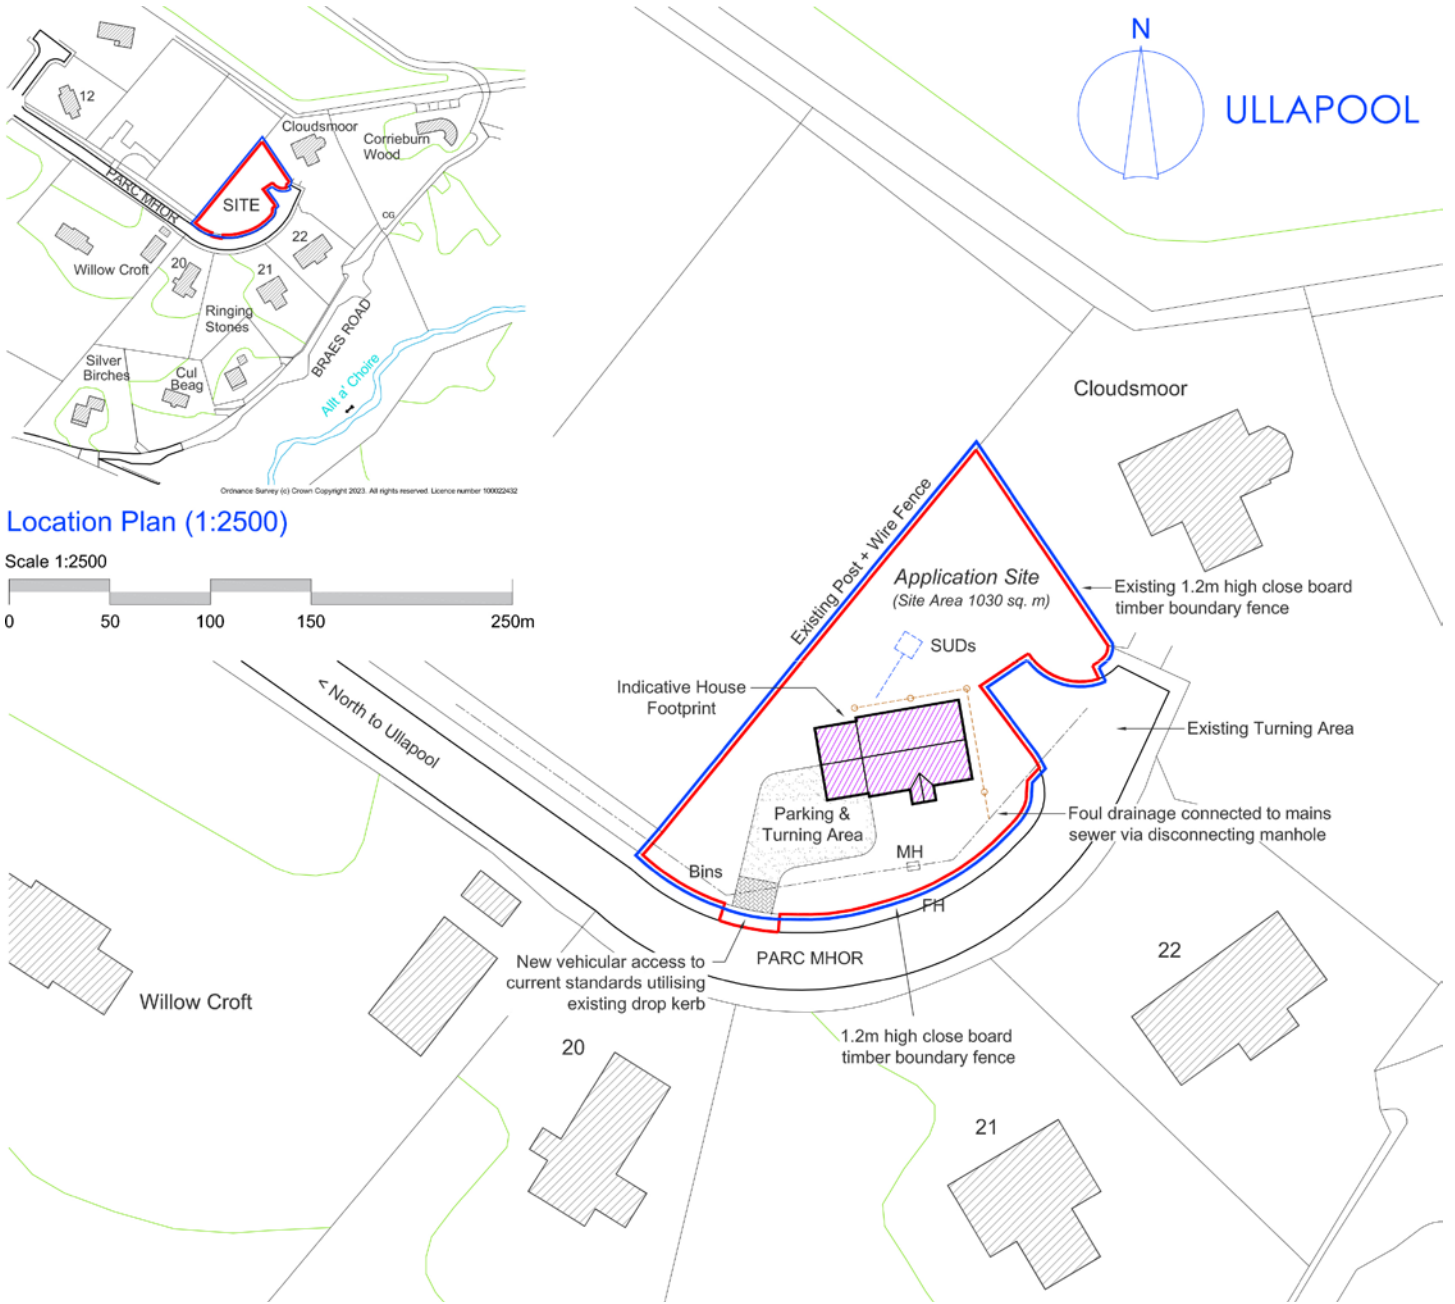 N
ULLAPOOL
12
Cloudsmoor
Corrieburn
Wood
PARC MHOR
SITE
CG
22
Willow Croft
20
21
Ringing
Stones
BRAES ROAD
Silver
Birches
Cul
Beag
Allt a' Choire
Ordnance Survey (c) Crown Copyright 2023. All rights reserved. Licence number 100022432
Location Plan (1:2500)
Scale 1:2500
0 50 100 150 250m
Cloudsmoor
Existing Post + Wire Fence
Application Site
(Site Area 1030 sq. m)
Existing 1.2m high close board
timber boundary fence
SUDs
Indicative House
Footprint
< North to Ullapool
Existing Turning Area
Parking &
Turning Area
Foul drainage connected to mains
sewer via disconnecting manhole
MH
Bins
FH
PARC MHOR
New vehicular access to
current standards utilising
existing drop kerb
22
Willow Croft
1.2m high close board
timber boundary fence
20
21